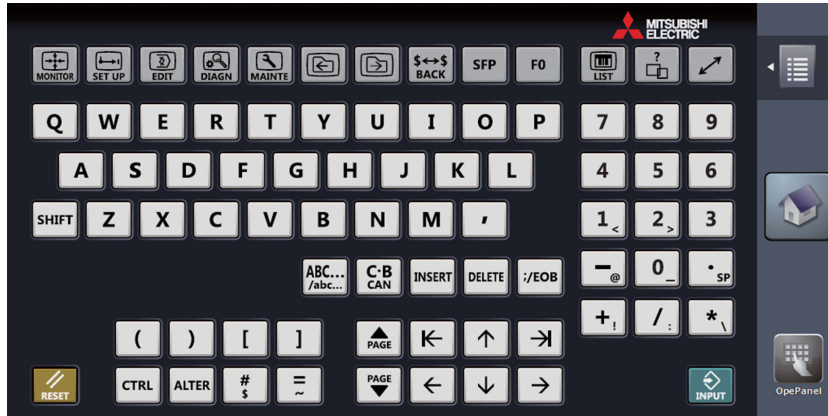 MITSUBISHI
ELECTRIC
MONITOR SET UP EDIT DIAGN MAINTE $↔$ BACK SFP F0 LIST ?
Q W E R T Y U I O P 7 8 9
A S D F G H J K L 4 5 6
SHIFT Z X C V B N M 1 < 2 > 3
ABC... /abc... C·B CAN INSERT DELETE ;/EOB - @ 0 _ · SP
+ ! / : * \
( ) [ ] PAGE
RESET CTRL ALTER # $ = ~ PAGE INPUT
OpePanel